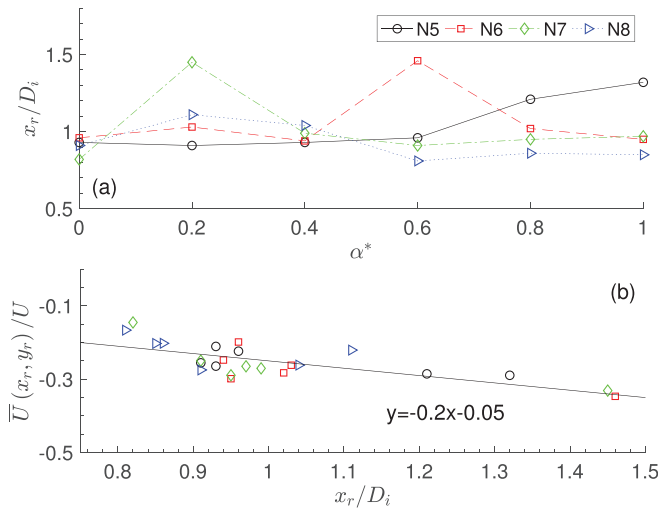 N5 N6 N7 N8
1.5
1
0.5
x_r/D_i
(a)
0 0.2 0.4 0.6 0.8 1
α*
(b)
-0.1
-0.3
-0.5
U̅(x_r, y_r)/U
y=-0.2x-0.05
0.8 0.9 1 1.1 1.2 1.3 1.4 1.5
x_r/D_i